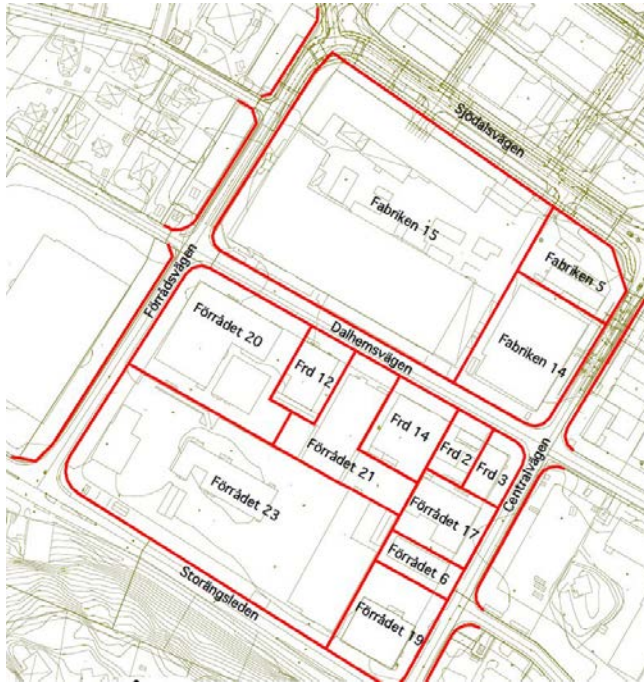 Sjödalsvägen
Fabriken 15
Fabriken 5
Förrådsvägen
Fabriken 14
Dalhemsvägen
Förrådet 20
Frd 12
Frd 14
Frd 2
Frd 3
Centralvägen
Förrådet 21
Förrådet 23
Förrådet 17
Förrådet 6
Storängsleden
Förrådet 19